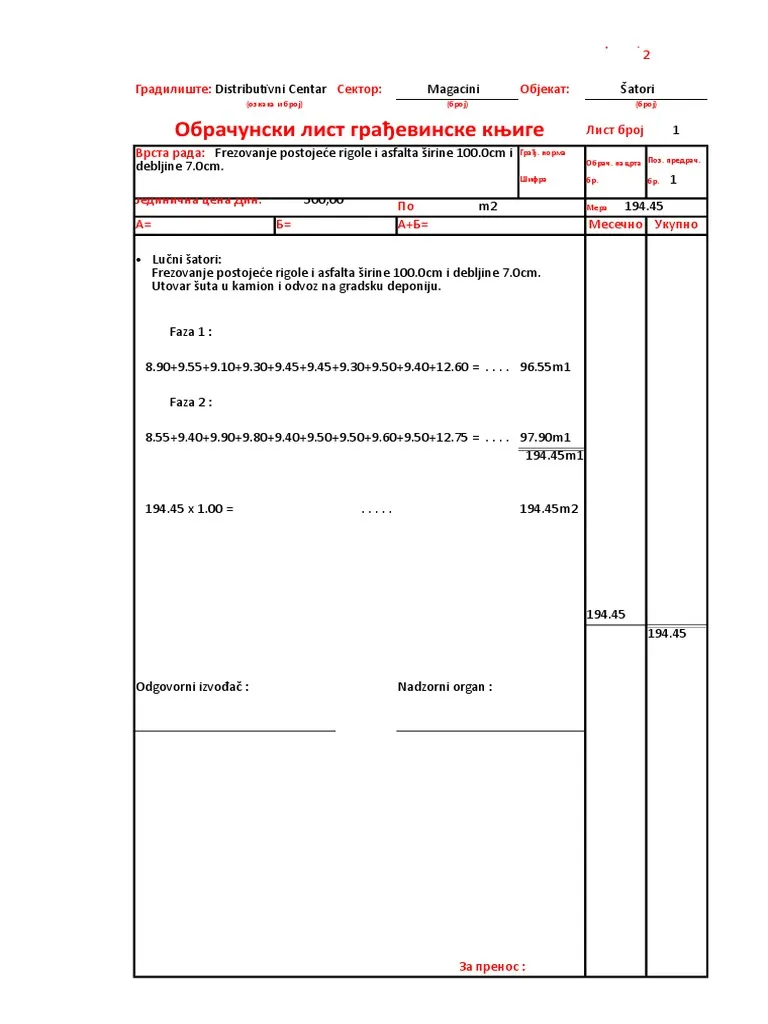 2
Градилиште: Distributivni Centar Сектор: Magacini Објекат: Šatori
(ознака и број) (број) (број)
Обрачунски лист грађевинске књиге Лист број 1
Врста рада: Frezovanje postojeće rigole i asfalta širine 100.0cm i
debljine 7.0cm.
Грађ. норма
Шифра
Обрач. нацрта
бр.
Поз. предрач.
бр. 1
Јединична цена Дин: 500,00
По m2 Мера 194.45
А= Б= А+Б= Месечно Укупно
• Lučni šatori:
Frezovanje postojeće rigole i asfalta širine 100.0cm i debljine 7.0cm.
Utovar šuta u kamion i odvoz na gradsku deponiju.
Faza 1 :
8.90+9.55+9.10+9.30+9.45+9.45+9.30+9.50+9.40+12.60 = . . . . 96.55m1
Faza 2 :
8.55+9.40+9.90+9.80+9.40+9.50+9.50+9.60+9.50+12.75 = . . . . 97.90m1
194.45m1
194.45 x 1.00 = . . . . . 194.45m2
194.45
194.45
Odgovorni izvođač : Nadzorni organ :
За пренос :